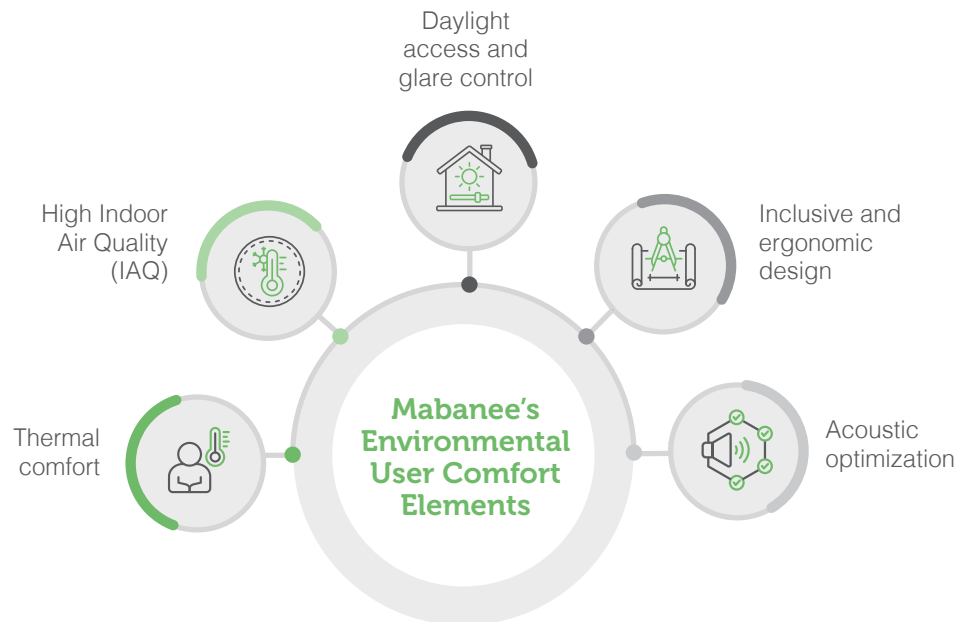 Daylight
access and
glare control
High Indoor
Air Quality
(IAQ)
Inclusive and
ergonomic
design
Thermal
comfort
Mabanee’s
Environmental
User Comfort
Elements
Acoustic
optimization